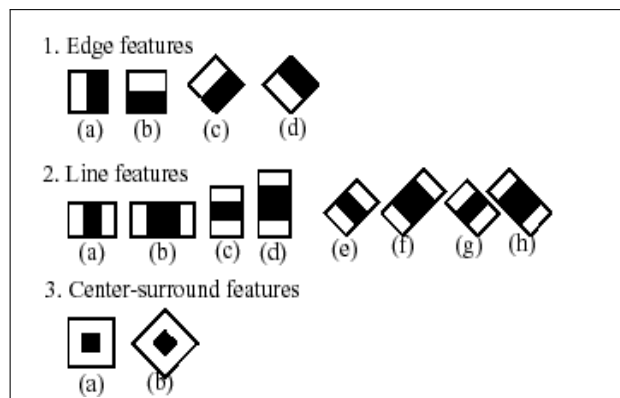 1. Edge features
(a) (b) (c) (d)
2. Line features
(a) (b) (c) (d) (e) (f) (g) (h)
3. Center-surround features
(a) (b)